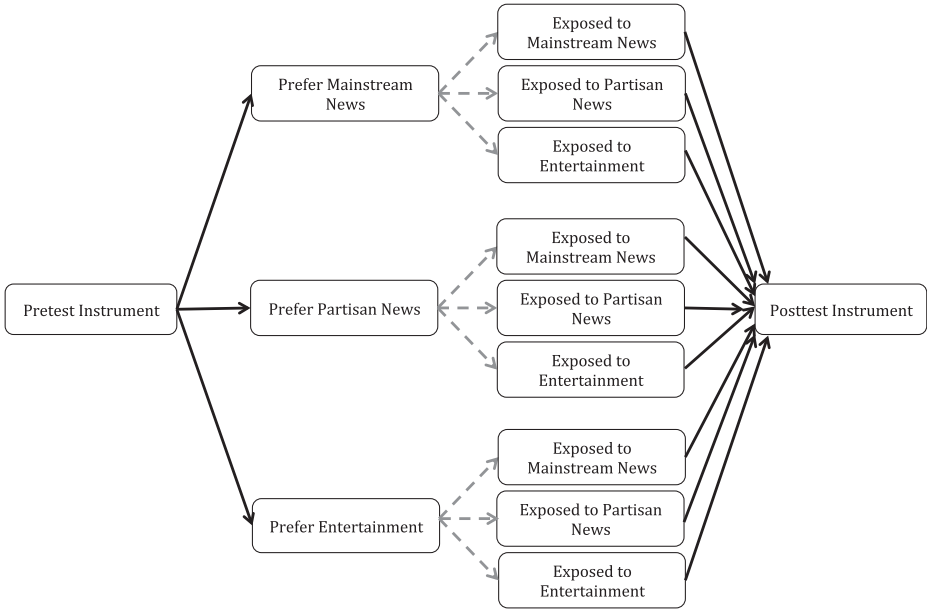 Pretest Instrument
Prefer Mainstream
News
Exposed to
Mainstream News
Exposed to Partisan
News
Exposed to
Entertainment
Prefer Partisan News
Exposed to
Mainstream News
Exposed to Partisan
News
Exposed to
Entertainment
Prefer Entertainment
Exposed to
Mainstream News
Exposed to Partisan
News
Exposed to
Entertainment
Posttest Instrument